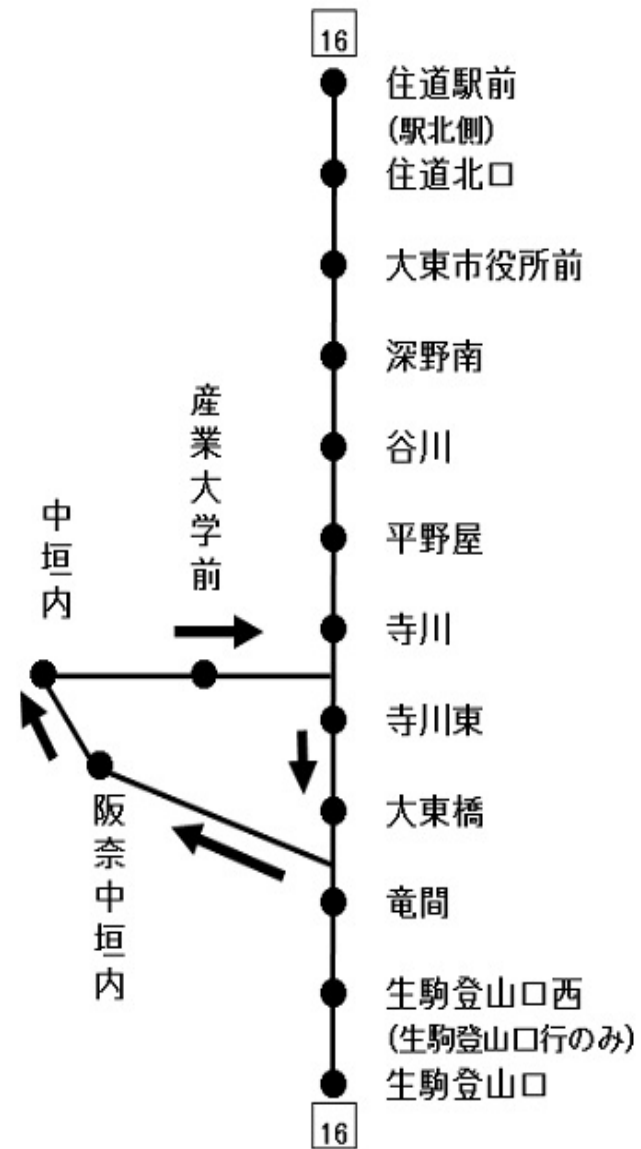 16
住道駅前
(駅北側)
住道北口
大東市役所前
深野南
谷川
平野屋
寺川
寺川東
大東橋
竜間
生駒登山口西
(生駒登山口行のみ)
生駒登山口
16
産業大学前
中垣内
阪奈中垣内